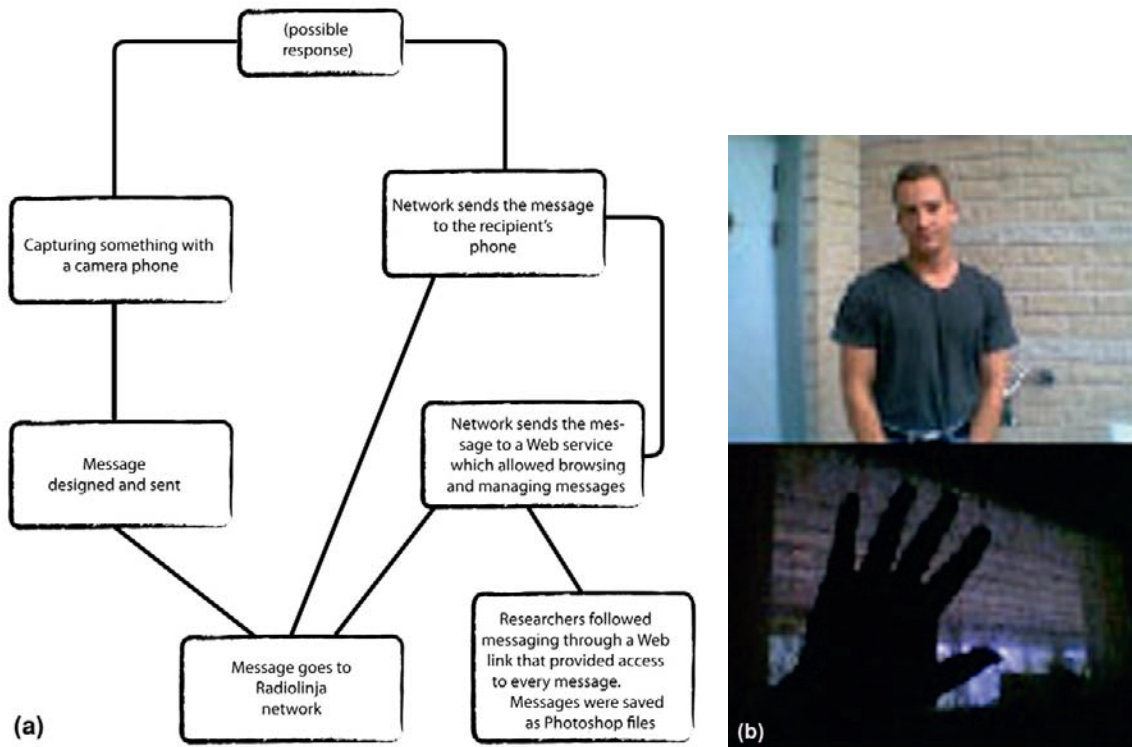 (possible
response)
Capturing something with
a camera phone
Network sends the message
to the recipient's
phone
Message
designed and sent
Network sends the mes-
sage to a Web service
which allowed browsing
and managing messages
Message goes to
Radiolinja
network
Researchers followed
messaging through a Web
link that provided access
to every message.
Messages were saved
as Photoshop files
(a)
(b)